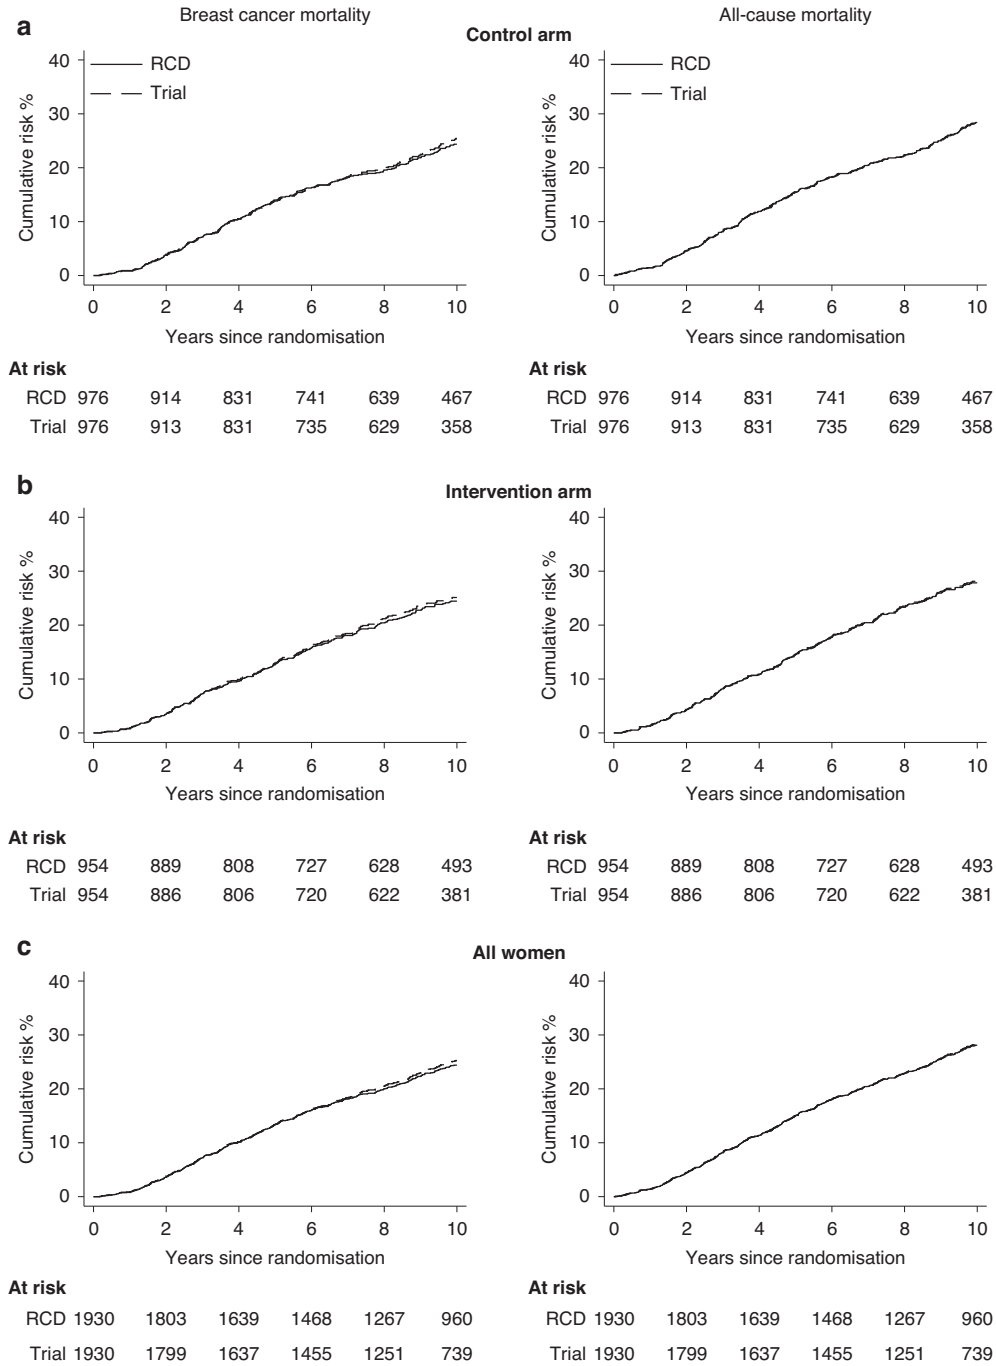 Breast cancer mortality
All-cause mortality
a
Control arm
40
30
20
10
0
Cumulative risk %
RCD
Trial
0 2 4 6 8 10
Years since randomisation
40
30
20
10
0
Cumulative risk %
RCD
Trial
0 2 4 6 8 10
Years since randomisation
At risk
RCD 976 914 831 741 639 467
Trial 976 913 831 735 629 358
At risk
RCD 976 914 831 741 639 467
Trial 976 913 831 735 629 358
b
Intervention arm
40
30
20
10
0
Cumulative risk %
0 2 4 6 8 10
Years since randomisation
40
30
20
10
0
Cumulative risk %
0 2 4 6 8 10
Years since randomisation
At risk
RCD 954 889 808 727 628 493
Trial 954 886 806 720 622 381
At risk
RCD 954 889 808 727 628 493
Trial 954 886 806 720 622 381
c
All women
40
30
20
10
0
Cumulative risk %
0 2 4 6 8 10
Years since randomisation
40
30
20
10
0
Cumulative risk %
0 2 4 6 8 10
Years since randomisation
At risk
RCD 1930 1803 1639 1468 1267 960
Trial 1930 1799 1637 1455 1251 739
At risk
RCD 1930 1803 1639 1468 1267 960
Trial 1930 1799 1637 1455 1251 739